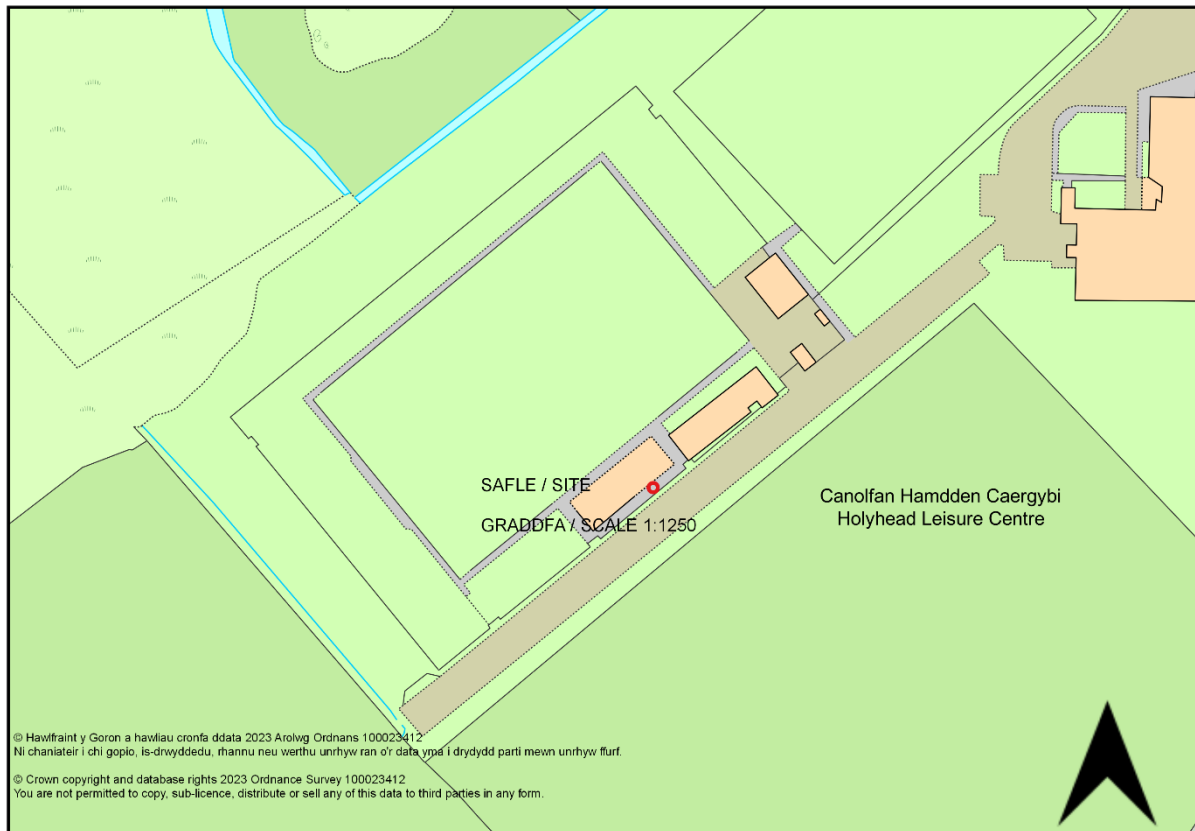 SAFLE / SITE
GRADDFA / SCALE 1:1250
Canolfan Hamdden Caergybi
Holyhead Leisure Centre
© Hawlfraint y Goron a hawliau cronfa ddata 2023 Arolwg Ordnans 100023412
Ni chaniateir i chi gopio, is-drwyddedu, rhannu neu werthu unrhyw ran o'r data yma i drydydd parti mewn unrhyw ffurf.
© Crown copyright and database rights 2023 Ordnance Survey 100023412
You are not permitted to copy, sub-licence, distribute or sell any of this data to third parties in any form.